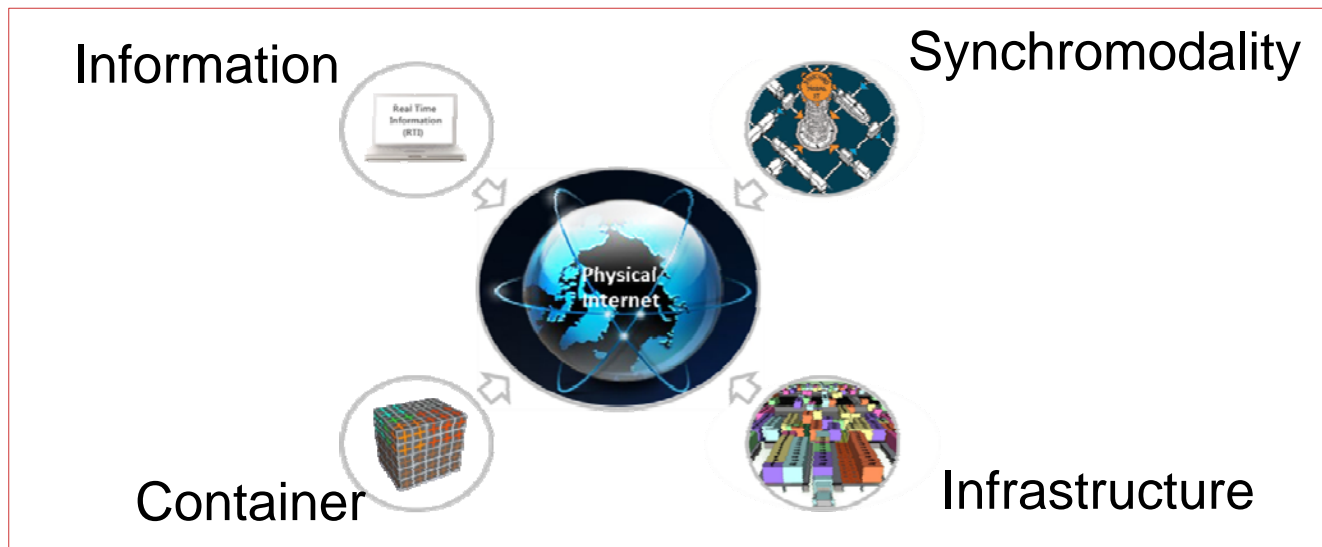 Information
Synchromodality
Real Time
Information
(RTI)
Physical
Internet
Container
Infrastructure